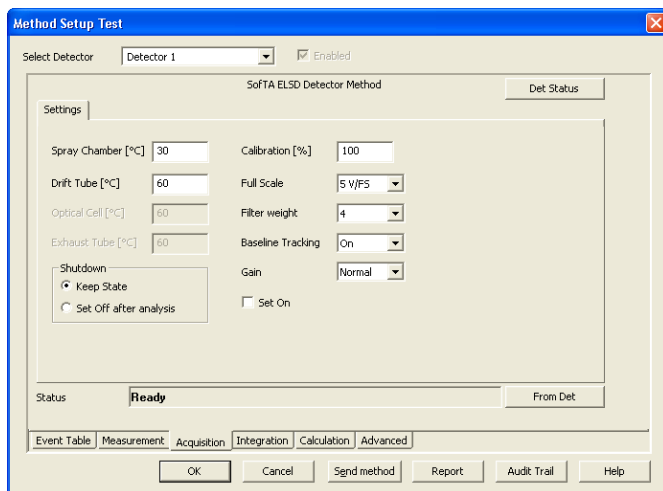 Method Setup Test
Select Detector Detector 1 Enabled
SofTA ELSD Detector Method Det Status
Settings
Spray Chamber [°C] 30 Calibration [%] 100
Drift Tube [°C] 60 Full Scale 5 V/FS
Optical Cell [°C] 60 Filter weight 4
Exhaust Tube [°C] 60 Baseline Tracking On
Shutdown Gain Normal
Keep State
Set Off after analysis Set On
Status Ready From Det
Event Table Measurement Acquisition Integration Calculation Advanced
OK Cancel Send method Report Audit Trail Help